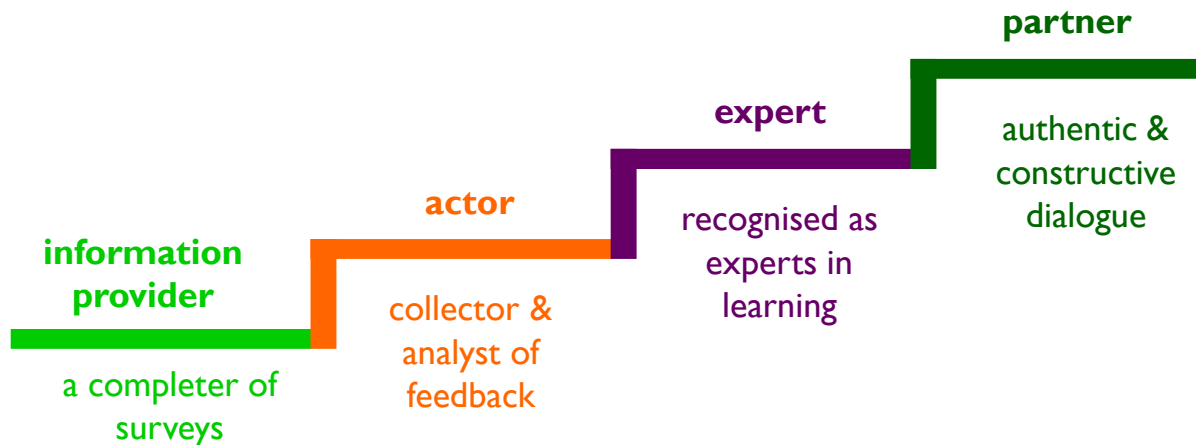 partner
authentic &
constructive
dialogue
expert
recognised as
experts in
learning
actor
collector &
analyst of
feedback
information
provider
a completer of
surveys